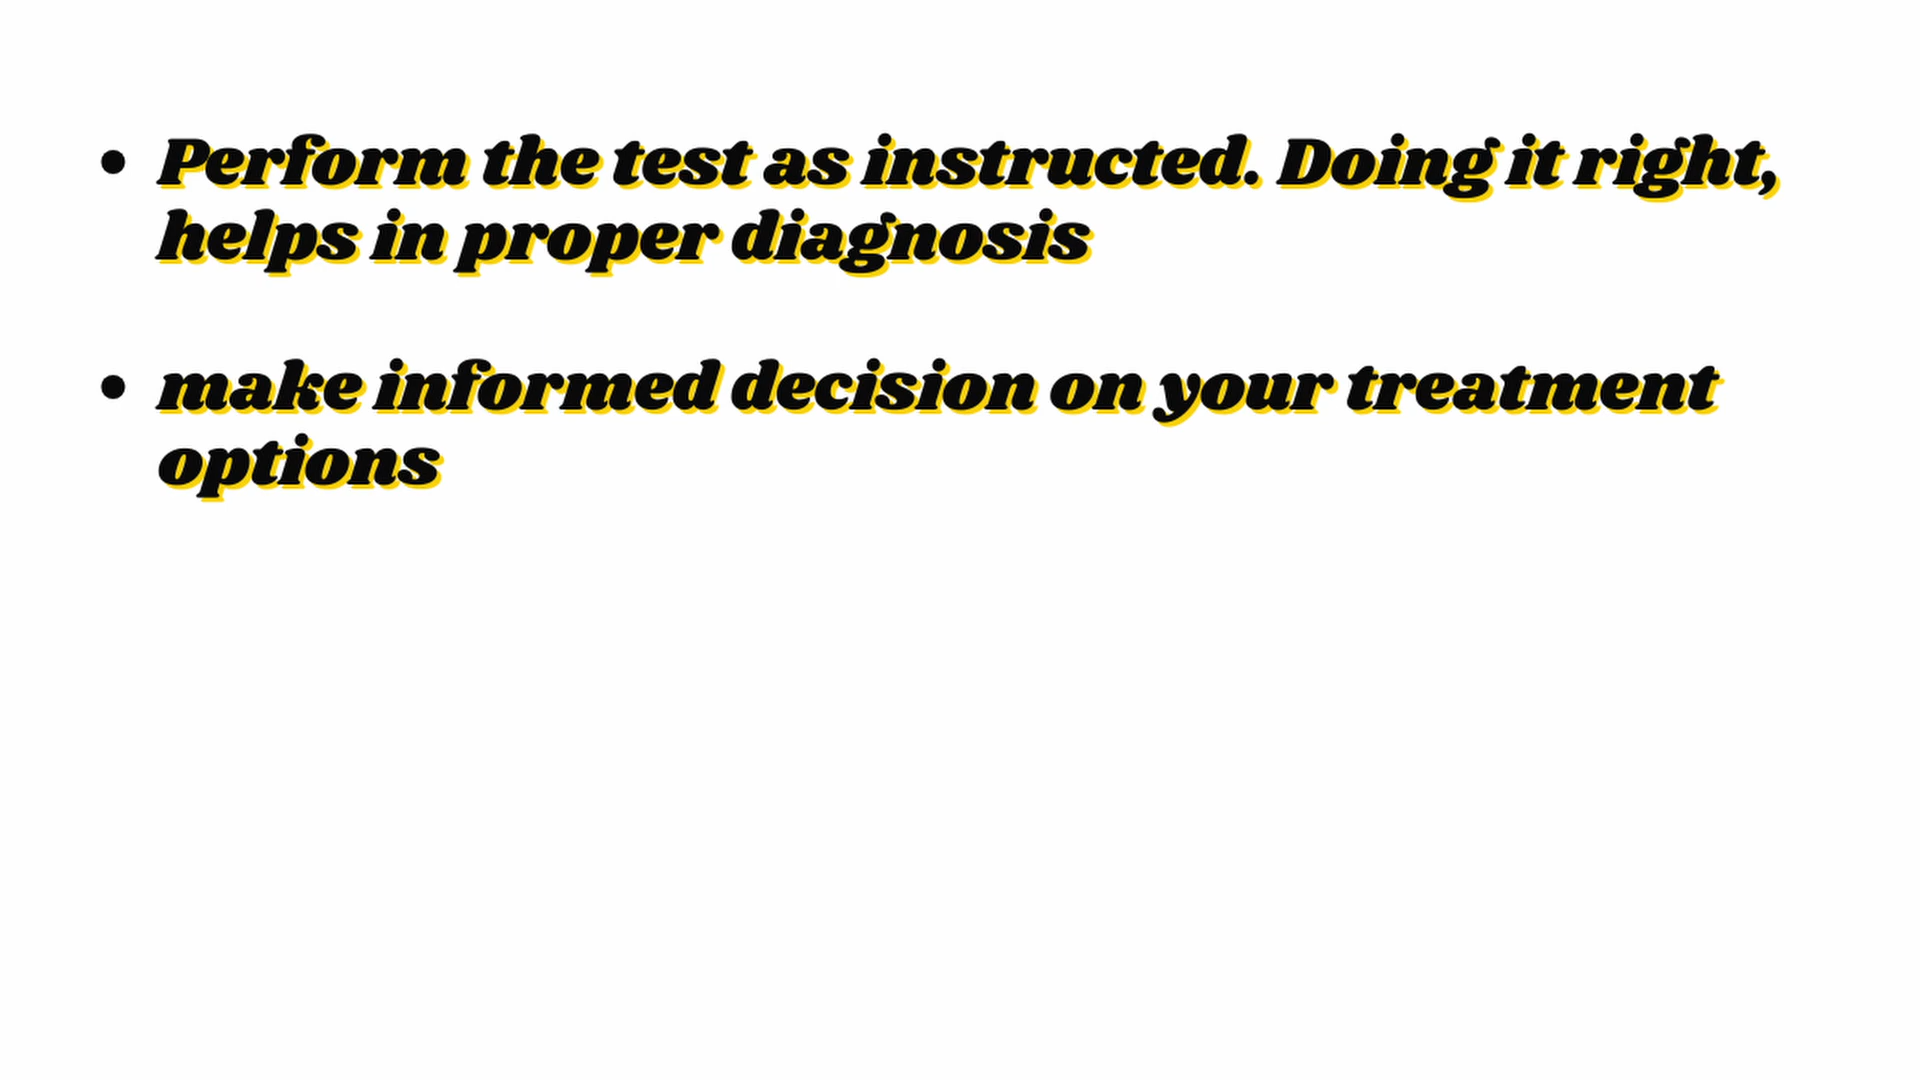 • Perform the test as instructed. Doing it right,
helps in proper diagnosis
• make informed decision on your treatment
options